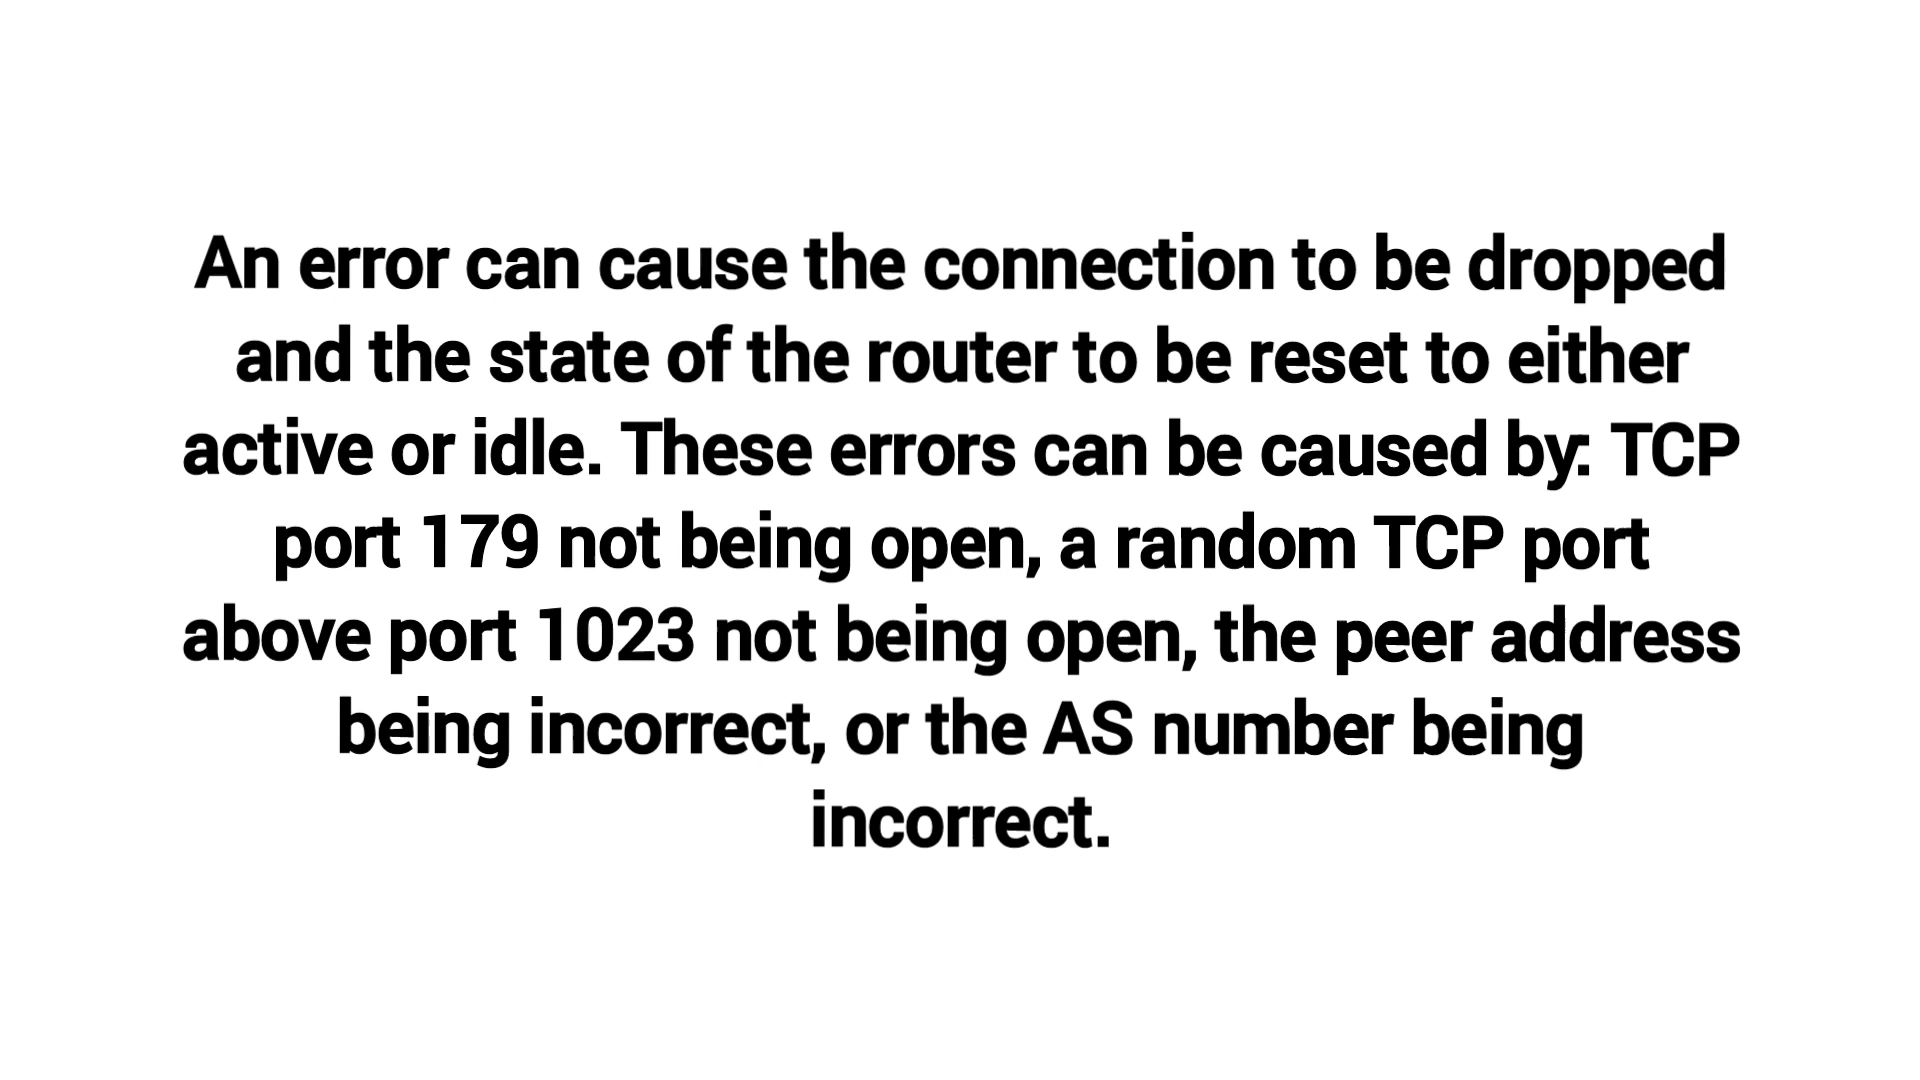 An error can cause the connection to be dropped
and the state of the router to be reset to either
active or idle. These errors can be caused by: TCP
port 179 not being open, a random TCP port
above port 1023 not being open, the peer address
being incorrect, or the AS number being
incorrect.